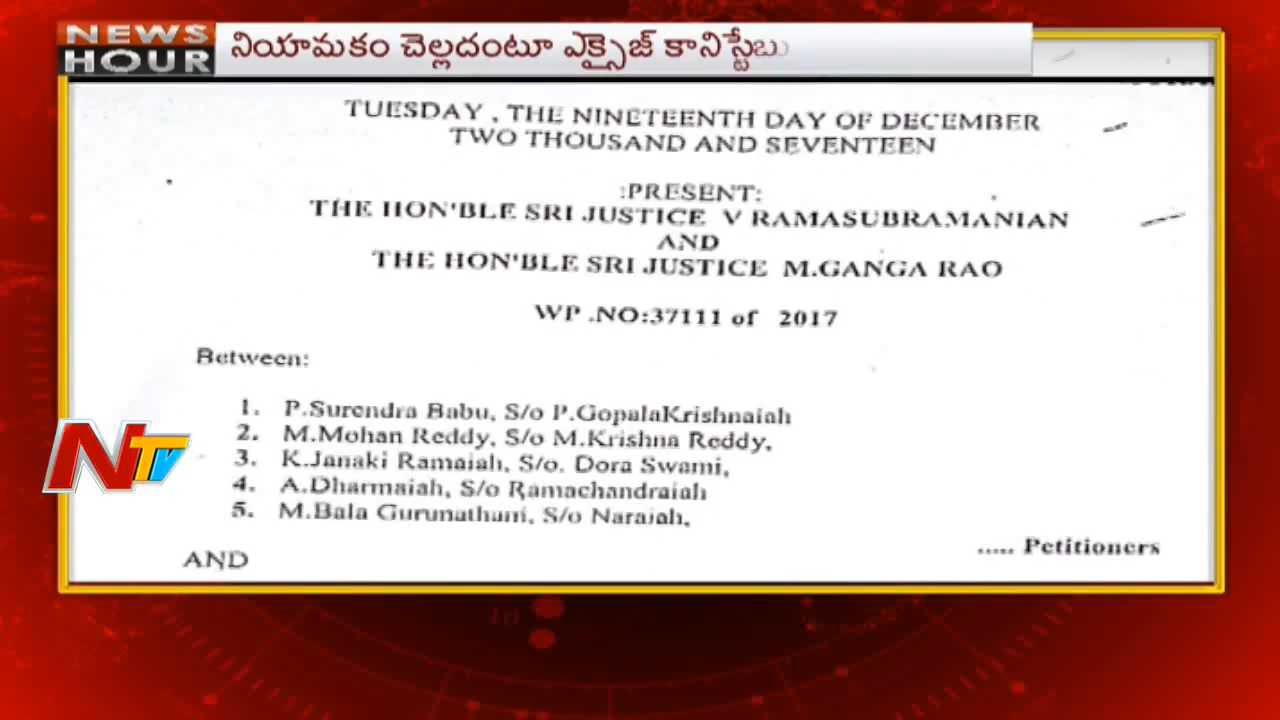 NEWS
HOUR
నియామకం చెల్లదంటూ ఎక్సైజ్ కానిస్టేబు
TUESDAY , THE NINETEENTH DAY OF DECEMBER
TWO THOUSAND AND SEVENTEEN
:PRESENT:
THE HON'BLE SRI JUSTICE V RAMASUBRAMANIAN
AND
THE HON'BLE SRI JUSTICE M.GANGA RAO
WP .NO:37111 of 2017
Between:
1. P.Surendra Babu, S/o P.GopalaKrishnaiah
2. M.Mohan Reddy, S/o M.Krishna Reddy,
3. K.Janaki Ramaiah, S/o. Dora Swami,
4. A.Dharmaiah, S/o Ramachandraiah
5. M.Bala Gurunatham, S/o Naraiah,
..... Petitioners
AND
NTV